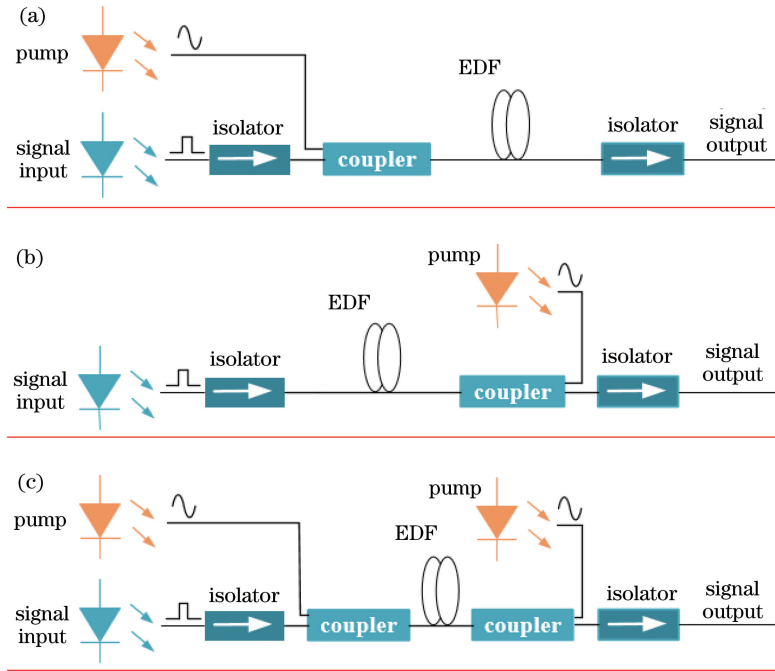 (a)
pump
EDF
isolator
isolator
signal
output
signal
input
coupler
(b)
pump
EDF
isolator
isolator
signal
output
signal
input
coupler
(c)
pump
pump
EDF
isolator
isolator
signal
output
signal
input
coupler
coupler